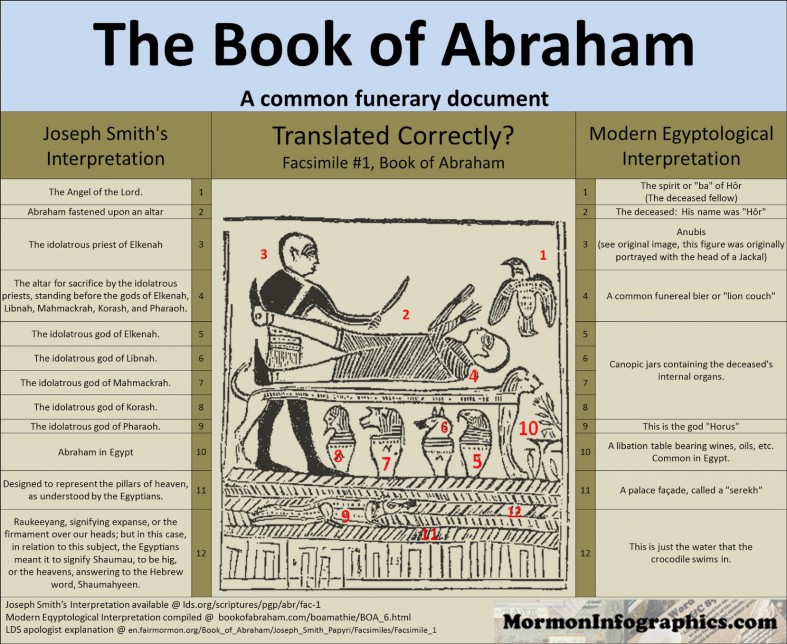 The Book of Abraham
A common funerary document
Joseph Smith's
Interpretation
Translated Correctly?
Facsimile #1, Book of Abraham
Modern Egyptological
Interpretation
The Angel of the Lord.
1
Abraham fastened upon an altar
2
The idolatrous priest of Elkenah
3
The altar for sacrifice by the idolatrous
priests, standing before the gods of Elkenah,
Libnah, Mahmackrah, Korash, and Pharaoh.
4
The idolatrous god of Elkenah.
5
The idolatrous god of Libnah.
6
The idolatrous god of Mahmackrah.
7
The idolatrous god of Korash.
8
The idolatrous god of Pharaoh.
9
Abraham in Egypt
10
Designed to represent the pillars of heaven,
as understood by the Egyptians.
11
Raukeeyang, signifying expanse, or the
firmament over our heads; but in this case,
in relation to this subject, the Egyptians
meant it to signify Shaumau, to be hig,
or the heavens, answering to the Hebrew
word, Shaumahyeen.
12
3
1
2
4
10
6
8
7
5
9
12
11
1
The spirit or "ba" of Hôr
(The deceased fellow)
2
The deceased: His name was "Hôr"
3
Anubis
(see original image, this figure was originally
portrayed with the head of a Jackal)
4
A common funereal bier or "lion couch"
5
6
7
8
Canopic jars containing the deceased's
internal organs.
9
This is the god "Horus"
10
A libation table bearing wines, oils, etc.
Common in Egypt.
11
A palace façade, called a "serekh"
12
This is just the water that the
crocodile swims in.
Joseph Smith's Interpretation available @ lds.org/scriptures/pgp/abr/fac-1
Modern Egyptological Interpretation compiled @ bookofabraham.com/boamathie/BOA_6.html
LDS apologist explanation @ en.fairmormon.org/Book_of_Abraham/Joseph_Smith_Papyri/Facsimiles/Facsimile_1
MormonInfographics.com